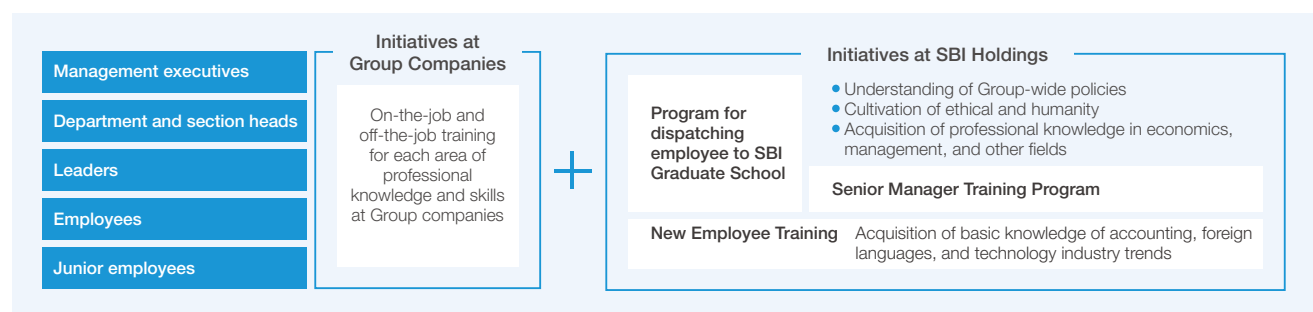 Management executives
Department and section heads
Leaders
Employees
Junior employees
Initiatives at
Group Companies
On-the-job and
off-the-job training
for each area of
professional
knowledge and skills
at Group companies
+
Initiatives at SBI Holdings
Program for
dispatching
employee to SBI
Graduate School
• Understanding of Group-wide policies
• Cultivation of ethical and humanity
• Acquisition of professional knowledge in economics,
management, and other fields
Senior Manager Training Program
New Employee Training Acquisition of basic knowledge of accounting, foreign
languages, and technology industry trends